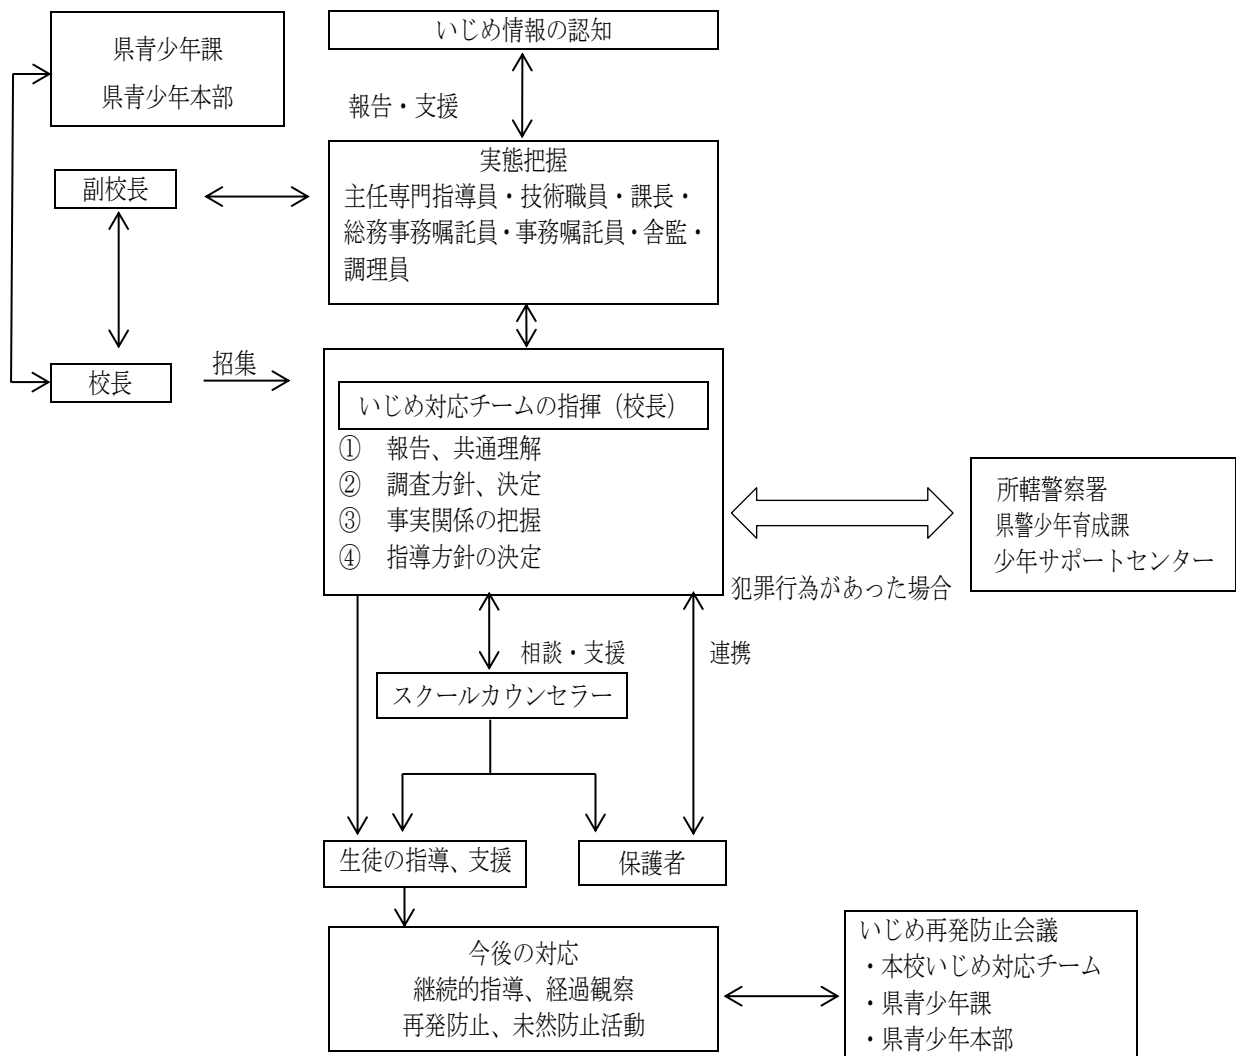 県青少年課
県青少年本部
いじめ情報の認知
報告・支援
実態把握
主任専門指導員・技術職員・課長・
総務事務嘱託員・事務嘱託員・舎監・
調理員
副校長
校長
招集
いじめ対応チームの指揮（校長）
① 報告、共通理解
② 調査方針、決定
③ 事実関係の把握
④ 指導方針の決定
所轄警察署
県警少年育成課
少年サポートセンター
犯罪行為があった場合
相談・支援
連携
スクールカウンセラー
生徒の指導、支援
保護者
今後の対応
継続的指導、経過観察
再発防止、未然防止活動
いじめ再発防止会議
・本校いじめ対応チーム
・県青少年課
・県青少年本部